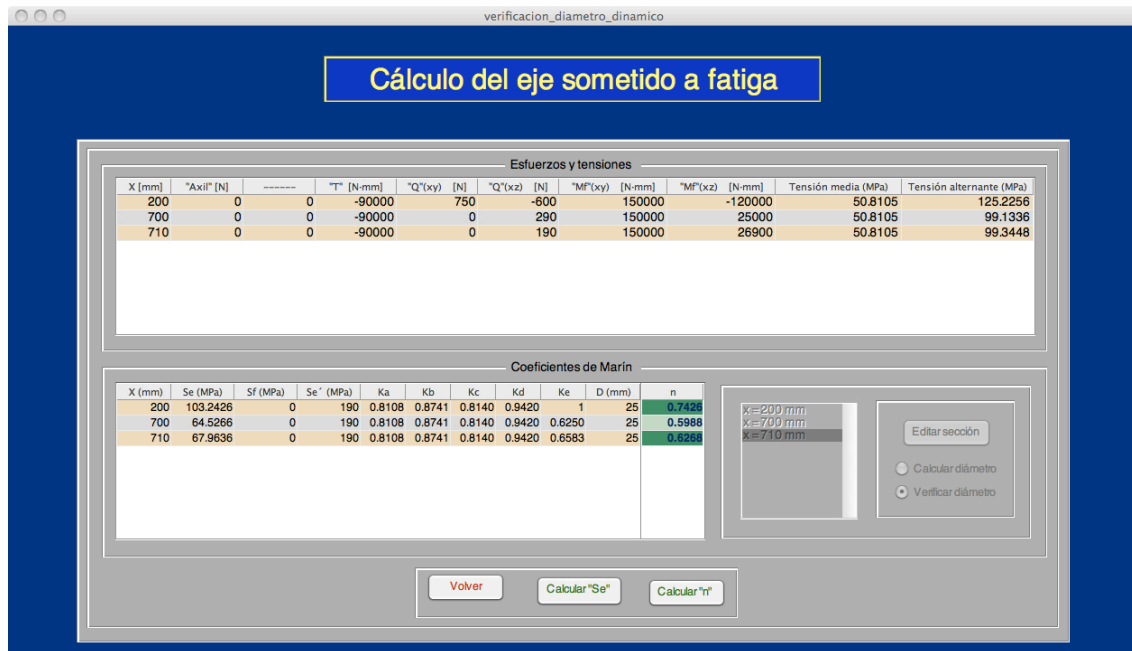 verificacion_diametro_dinamico
Cálculo del eje sometido a fatiga
Esfuerzos y tensiones
X [mm] "Axil" [N] ------ "T" [N·mm] "Q"(xy) [N] "Q"(xz) [N] "Mf"(xy) [N·mm] "Mf"(xz) [N·mm] Tensión media (MPa) Tensión alternante (MPa)
200 0 0 -90000 750 -600 150000 -120000 50.8105 125.2256
700 0 0 -90000 0 290 150000 25000 50.8105 99.1336
710 0 0 -90000 0 190 150000 26900 50.8105 99.3448
Coeficientes de Marín
X (mm) Se (MPa) Sf (MPa) Se´ (MPa) Ka Kb Kc Kd Ke D (mm) n
200 103.2426 0 190 0.8108 0.8741 0.8140 0.9420 1 25 0.7426
700 64.5266 0 190 0.8108 0.8741 0.8140 0.9420 0.6250 25 0.5988
710 67.9636 0 190 0.8108 0.8741 0.8140 0.9420 0.6583 25 0.6268
x=200 mm
x=700 mm
x=710 mm
Editar sección
Calcular diámetro
Verificar diámetro
Volver
Calcular "Se"
Calcular "n"